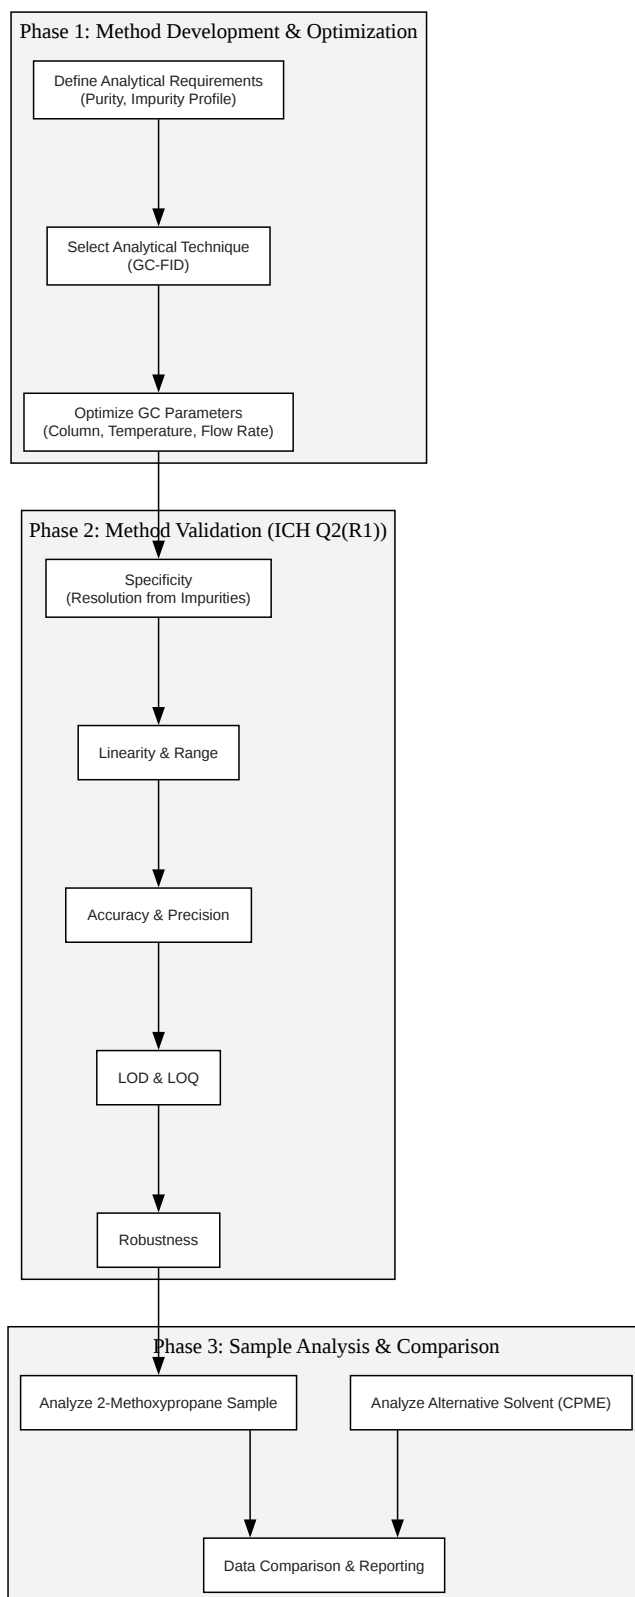 Phase 1: Method Development & Optimization
Define Analytical Requirements
(Purity, Impurity Profile)
Select Analytical Technique
(GC-FID)
Optimize GC Parameters
(Column, Temperature, Flow Rate)
Phase 2: Method Validation (ICH Q2(R1))
Specificity
(Resolution from Impurities)
Linearity & Range
Accuracy & Precision
LOD & LOQ
Robustness
Phase 3: Sample Analysis & Comparison
Analyze 2-Methoxypropane Sample
Analyze Alternative Solvent (CPME)
Data Comparison & Reporting